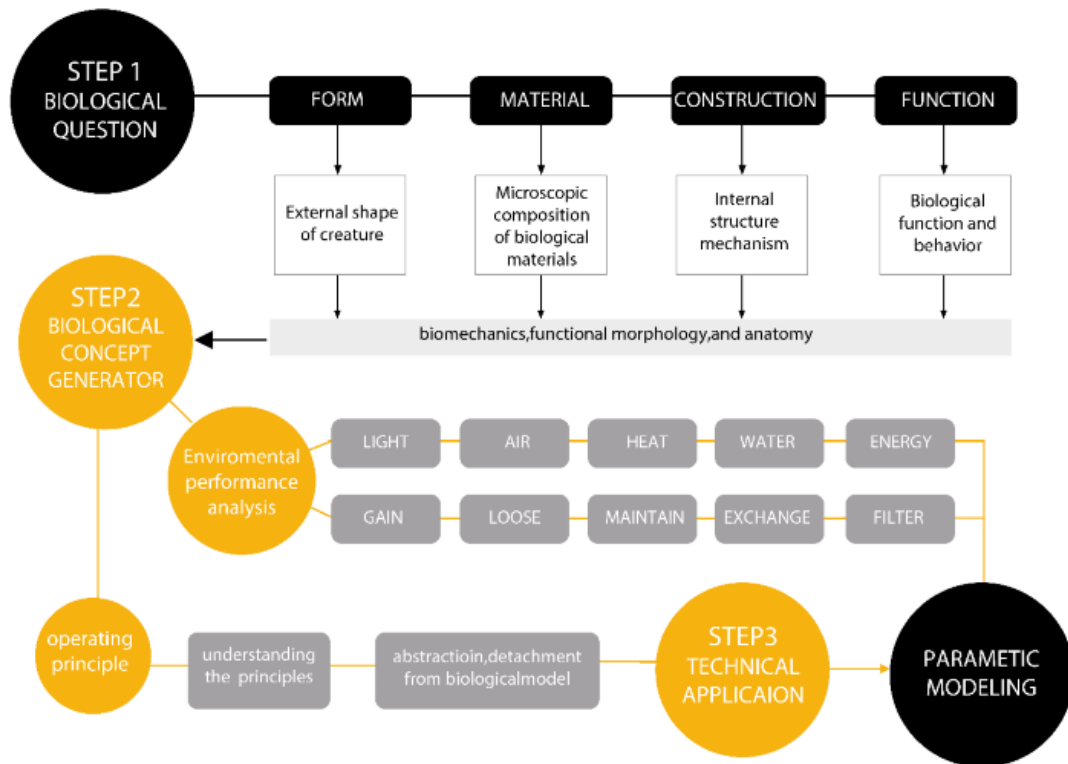 STEP 1
BIOLOGICAL
QUESTION
FORM
MATERIAL
CONSTRUCTION
FUNCTION
External shape
of creature
Microscopic
composition
of biological
materials
Internal
structure
mechanism
Biological
function and
behavior
biomechanics,functional morphology,and anatomy
STEP2
BIOLOGICAL
CONCEPT
GENERATOR
Enviromental
performance
analysis
LIGHT
AIR
HEAT
WATER
ENERGY
GAIN
LOOSE
MAINTAIN
EXCHANGE
FILTER
operating
principle
understanding
the principles
abstractioin,detachment
from biologicalmodel
STEP3
TECHNICAL
APPLICAION
PARAMETIC
MODELING